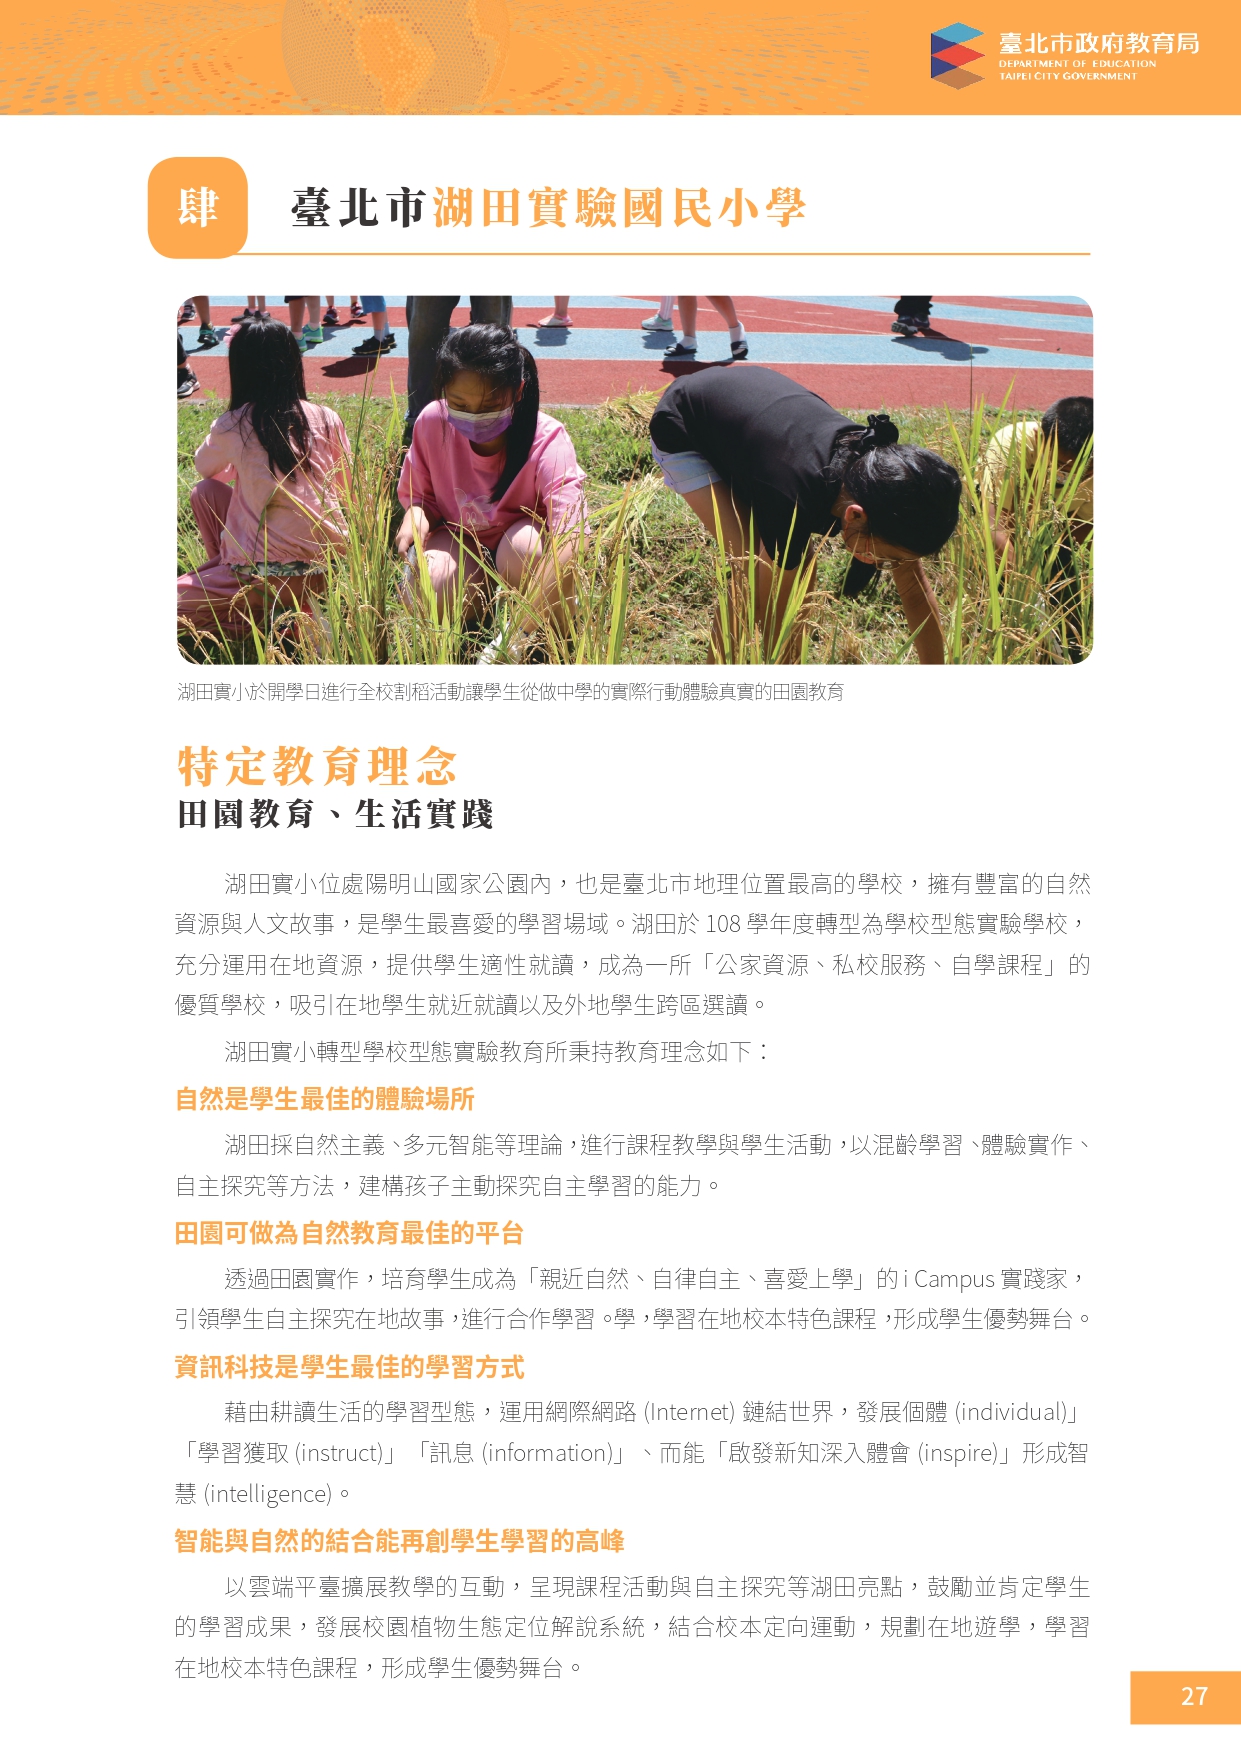 臺北市政府教育局
DEPARTMENT OF EDUCATION
TAIPEI CITY GOVERNMENT
肆
臺北市湖田實驗國民小學
湖田實小於開學日進行全校割稻活動讓學生從做中學的實際行動體驗真實的田園教育
特定教育理念
田園教育、生活實踐
湖田實小位處陽明山國家公園內，也是臺北市地理位置最高的學校，擁有豐富的自然
資源與人文故事，是學生最喜愛的學習場域。湖田於 108 學年度轉型為學校型態實驗學校，
充分運用在地資源，提供學生適性就讀，成為一所「公家資源、私校服務、自學課程」的
優質學校，吸引在地學生就近就讀以及外地學生跨區選讀。
湖田實小轉型學校型態實驗教育所秉持教育理念如下：
自然是學生最佳的體驗場所
湖田採自然主義、多元智能等理論，進行課程教學與學生活動，以混齡學習、體驗實作、
自主探究等方法，建構孩子主動探究自主學習的能力。
田園可做為自然教育最佳的平台
透過田園實作，培育學生成為「親近自然、自律自主、喜愛上學」的 i Campus 實踐家，
引領學生自主探究在地故事，進行合作學習。學，學習在地校本特色課程，形成學生優勢舞台。
資訊科技是學生最佳的學習方式
藉由耕讀生活的學習型態，運用網際網路 (Internet) 鏈結世界，發展個體 (individual)」
「學習獲取 (instruct)」「訊息 (information)」、而能「啟發新知深入體會 (inspire)」形成智
慧 (intelligence)。
智能與自然的結合能再創學生學習的高峰
以雲端平臺擴展教學的互動，呈現課程活動與自主探究等湖田亮點，鼓勵並肯定學生
的學習成果，發展校園植物生態定位解說系統，結合校本定向運動，規劃在地遊學，學習
在地校本特色課程，形成學生優勢舞台。
27